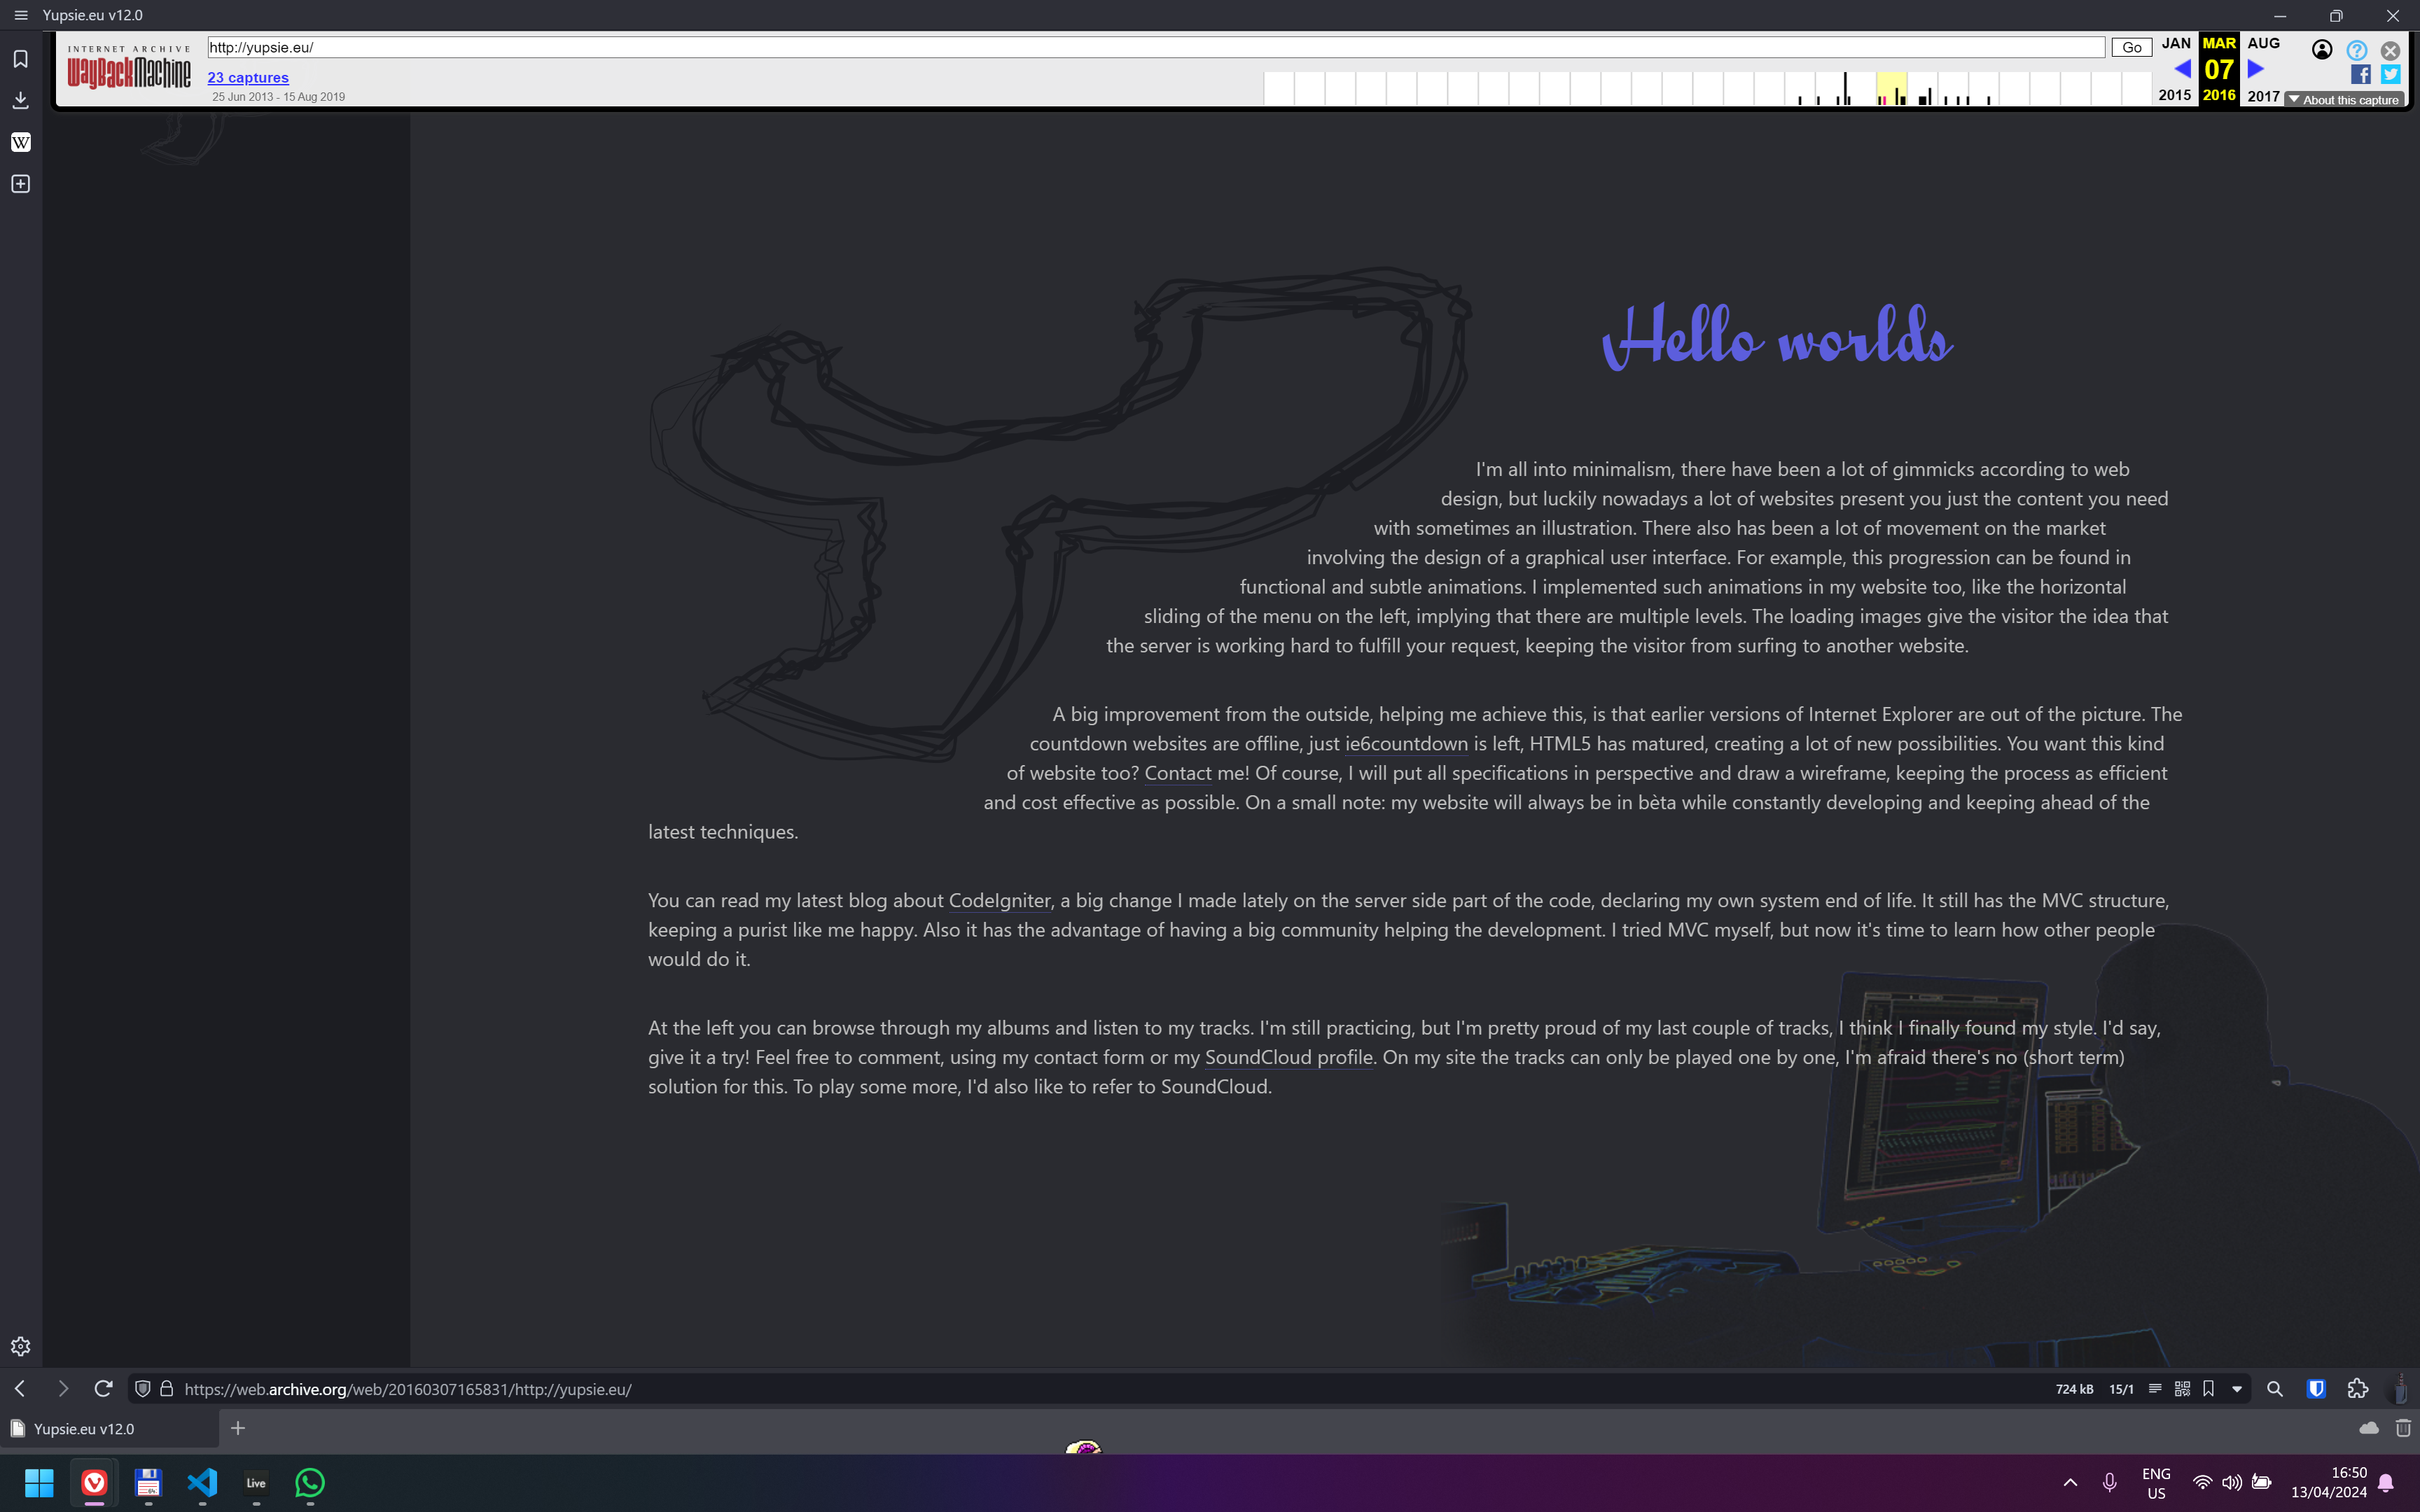 Yupsie.eu v12.0
INTERNET ARCHIVE
WayBackMachine
http://yupsie.eu/
Go
JAN
MAR
AUG
23 captures
07
25 Jun 2013 - 15 Aug 2019
2015
2016
2017
About this capture
Hello worlds
I'm all into minimalism, there have been a lot of gimmicks according to web
design, but luckily nowadays a lot of websites present you just the content you need
with sometimes an illustration. There also has been a lot of movement on the market
involving the design of a graphical user interface. For example, this progression can be found in
functional and subtle animations. I implemented such animations in my website too, like the horizontal
sliding of the menu on the left, implying that there are multiple levels. The loading images give the visitor the idea that
the server is working hard to fulfill your request, keeping the visitor from surfing to another website.
A big improvement from the outside, helping me achieve this, is that earlier versions of Internet Explorer are out of the picture. The
countdown websites are offline, just ie6countdown is left, HTML5 has matured, creating a lot of new possibilities. You want this kind
of website too? Contact me! Of course, I will put all specifications in perspective and draw a wireframe, keeping the process as efficient
and cost effective as possible. On a small note: my website will always be in bèta while constantly developing and keeping ahead of the
latest techniques.
You can read my latest blog about CodeIgniter, a big change I made lately on the server side part of the code, declaring my own system end of life. It still has the MVC structure,
keeping a purist like me happy. Also it has the advantage of having a big community helping the development. I tried MVC myself, but now it's time to learn how other people
would do it.
At the left you can browse through my albums and listen to my tracks. I'm still practicing, but I'm pretty proud of my last couple of tracks, I think I finally found my style. I'd say,
give it a try! Feel free to comment, using my contact form or my SoundCloud profile. On my site the tracks can only be played one by one, I'm afraid there's no (short term)
solution for this. To play some more, I'd also like to refer to SoundCloud.
https://web.archive.org/web/20160307165831/http://yupsie.eu/
724 kB
15/1
Yupsie.eu v12.0
Live
ENG
US
16:50
13/04/2024